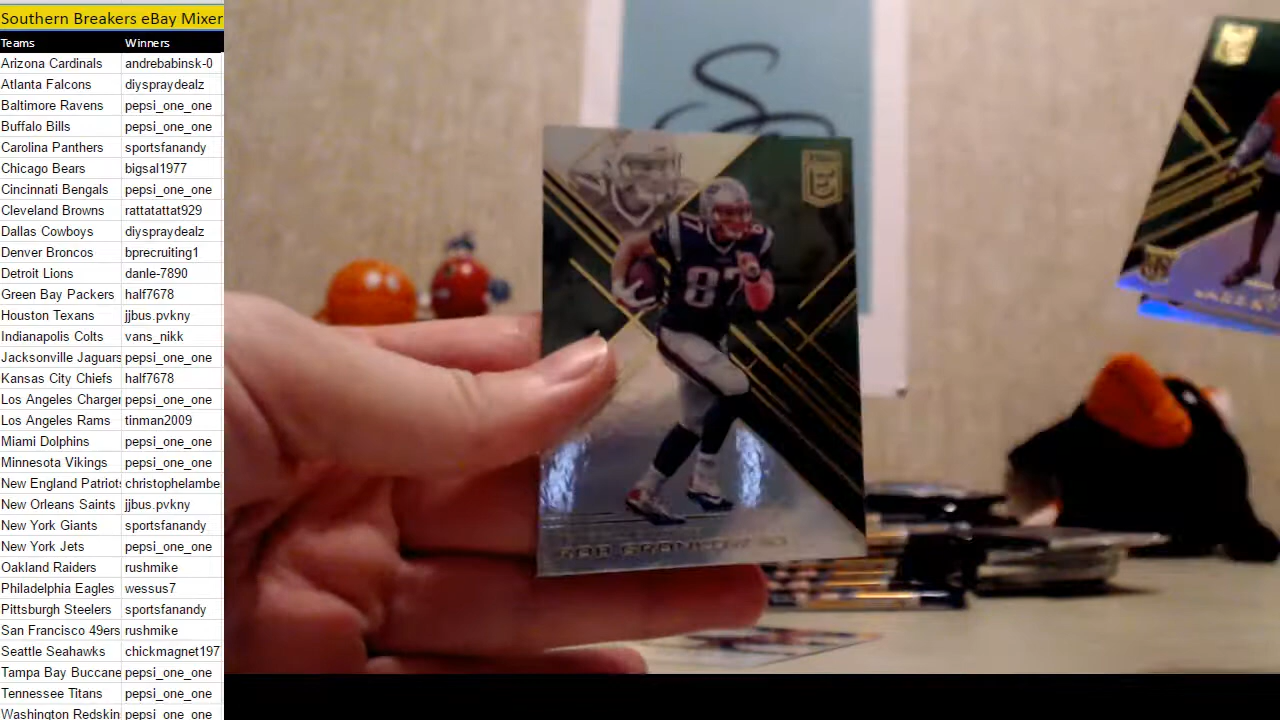 Southern Breakers eBay Mixer
Teams Winners
Arizona Cardinals andrebabinsk-0
Atlanta Falcons diyspraydealz
Baltimore Ravens pepsi_one_one
Buffalo Bills pepsi_one_one
Carolina Panthers sportsfanandy
Chicago Bears bigsal1977
Cincinnati Bengals pepsi_one_one
Cleveland Browns rattatattat929
Dallas Cowboys diyspraydealz
Denver Broncos bprecruiting1
Detroit Lions danle-7890
Green Bay Packers half7678
Houston Texans jjbus.pvkny
Indianapolis Colts vans_nikk
Jacksonville Jaguars pepsi_one_one
Kansas City Chiefs half7678
Los Angeles Charger pepsi_one_one
Los Angeles Rams tinman2009
Miami Dolphins pepsi_one_one
Minnesota Vikings pepsi_one_one
New England Patriots christophelambe
New Orleans Saints jjbus.pvkny
New York Giants sportsfanandy
New York Jets pepsi_one_one
Oakland Raiders rushmike
Philadelphia Eagles wessus7
Pittsburgh Steelers sportsfanandy
San Francisco 49ers rushmike
Seattle Seahawks chickmagnet197
Tampa Bay Buccane pepsi_one_one
Tennessee Titans pepsi_one_one
Washington Redskin pepsi_one_one
87
ROB GRONKOWSKI